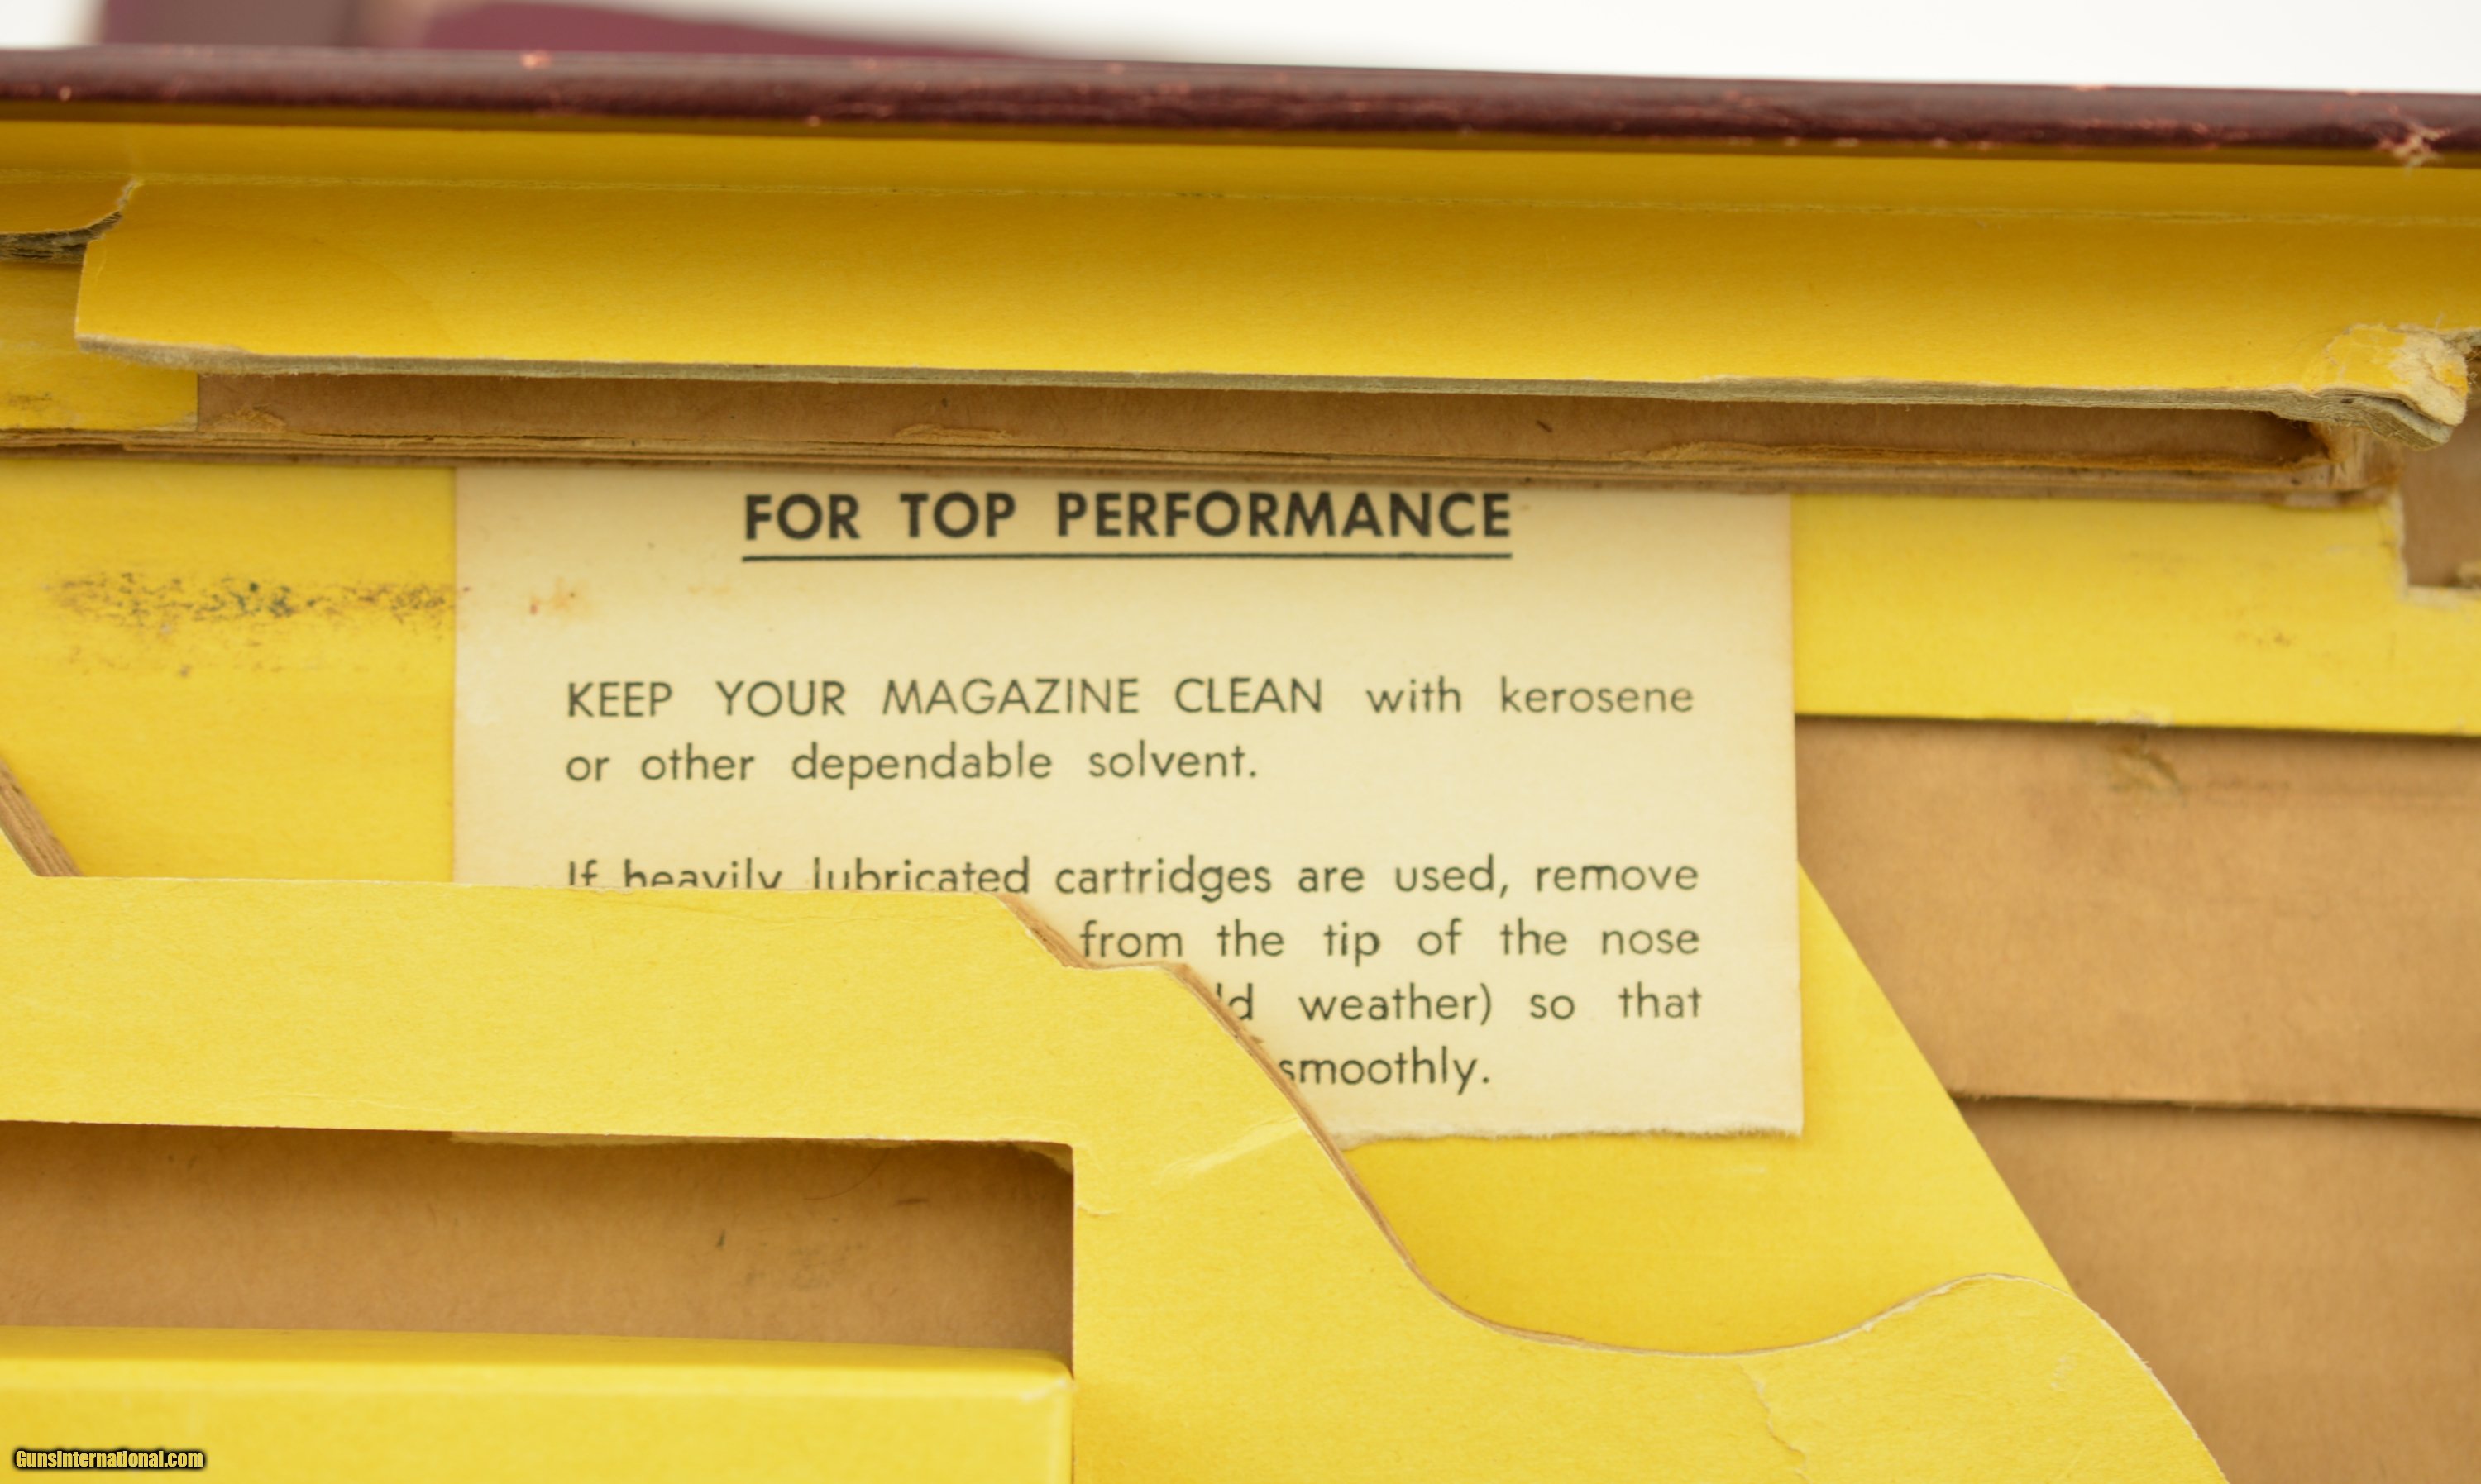 FOR TOP PERFORMANCE
KEEP YOUR MAGAZINE CLEAN with kerosene
or other dependable solvent.
If heavily lubricated cartridges are used, remove
from the tip of the nose
weather) so that
smoothly.
GunsInternational.com